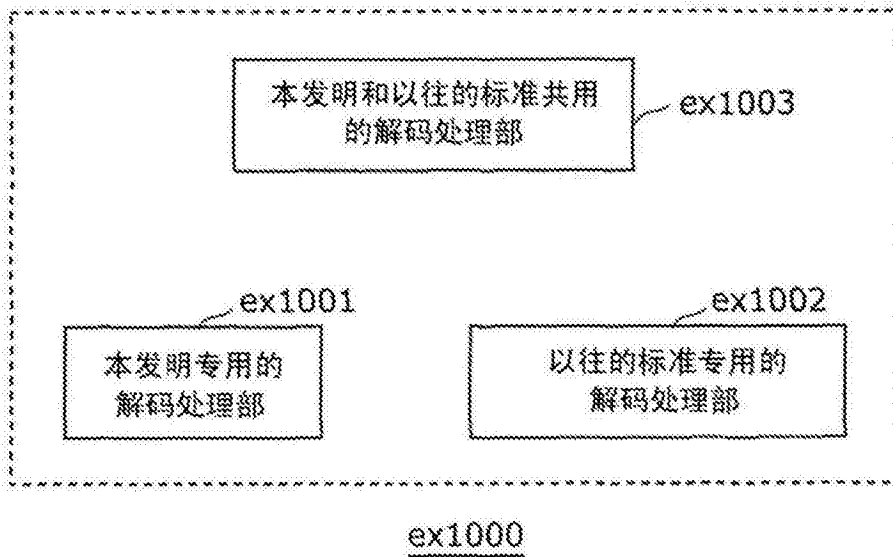 本发明和以往的标准共用
的解码处理部
ex1003
ex1001
本发明专用的
解码处理部
ex1002
以往的标准专用的
解码处理部
ex1000